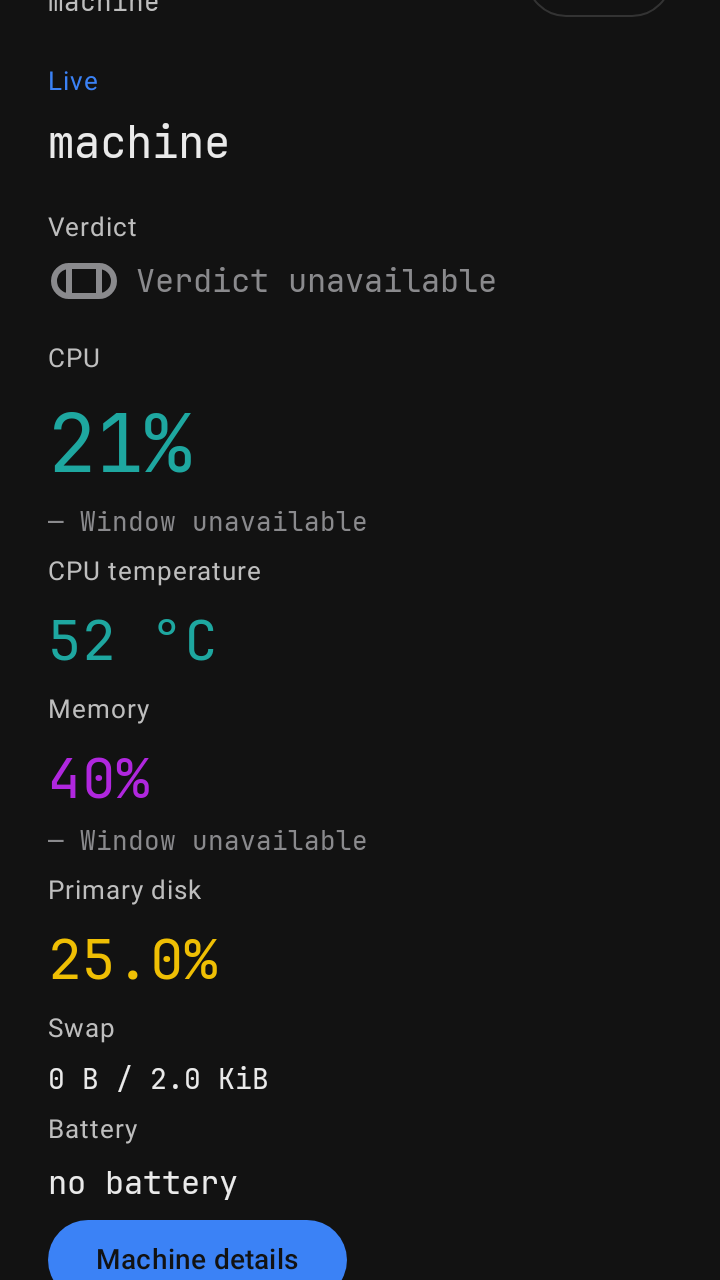 machine
Live
machine
Verdict
Verdict unavailable
CPU
21%
— Window unavailable
CPU temperature
52 °C
Memory
40%
— Window unavailable
Primary disk
25.0%
Swap
0 B / 2.0 KiB
Battery
no battery
Machine details